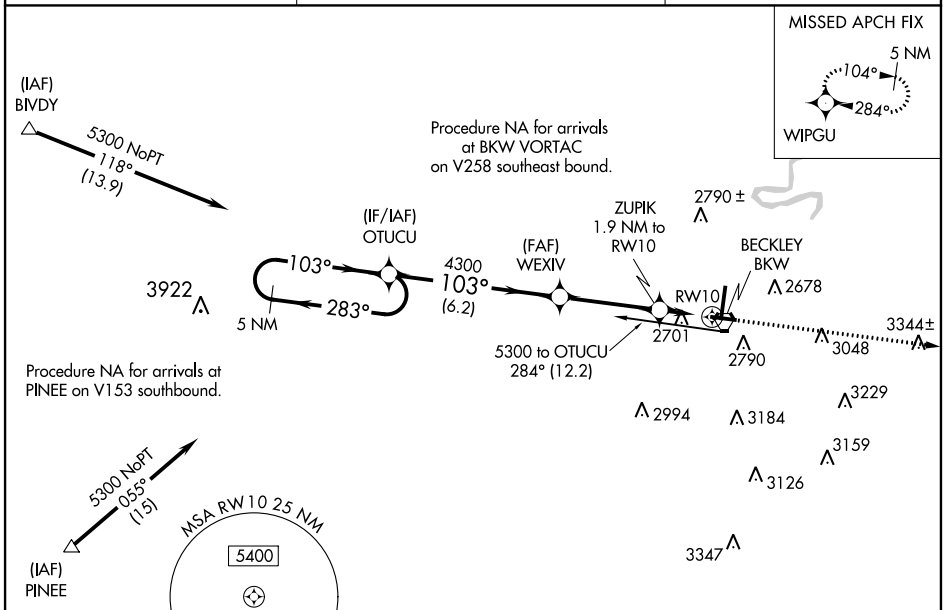 MISSED APCH FIX
5 NM
104°
284°
WIPGU
(IAF)
BIVDY
5300 NoPT
118°
(13.9)
Procedure NA for arrivals
at BKW VORTAC
on V258 southeast bound.
2790 ±
ZUPIK
1.9 NM to
RW10
(IF/IAF)
OTUCU
(FAF)
WEXIV
BECKLEY
BKW
103°
4300
103°
(6.2)
2678
3922
283°
5 NM
RW10
2701
3344±
5300 to OTUCU
284° (12.2)
2790
3048
Procedure NA for arrivals at
PINEE on V153 southbound.
2994
3184
3229
3159
3126
5300 NoPT
055°
(15)
MSA RW10 25 NM
5400
3347
(IAF)
PINEE